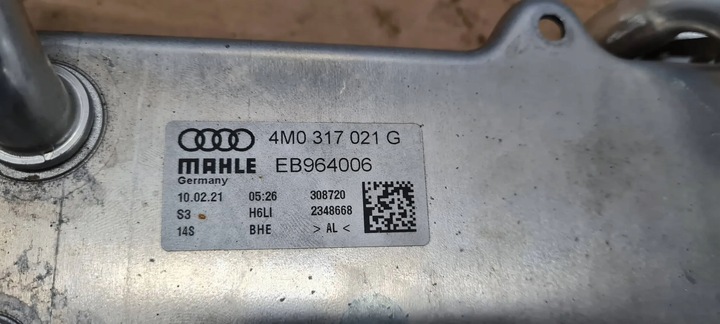 4M0 317 021 G
MAHLE EB964006
Germany
10.02.21 05:26 308720
S3 H6LI 2348668
14S BHE > AL <